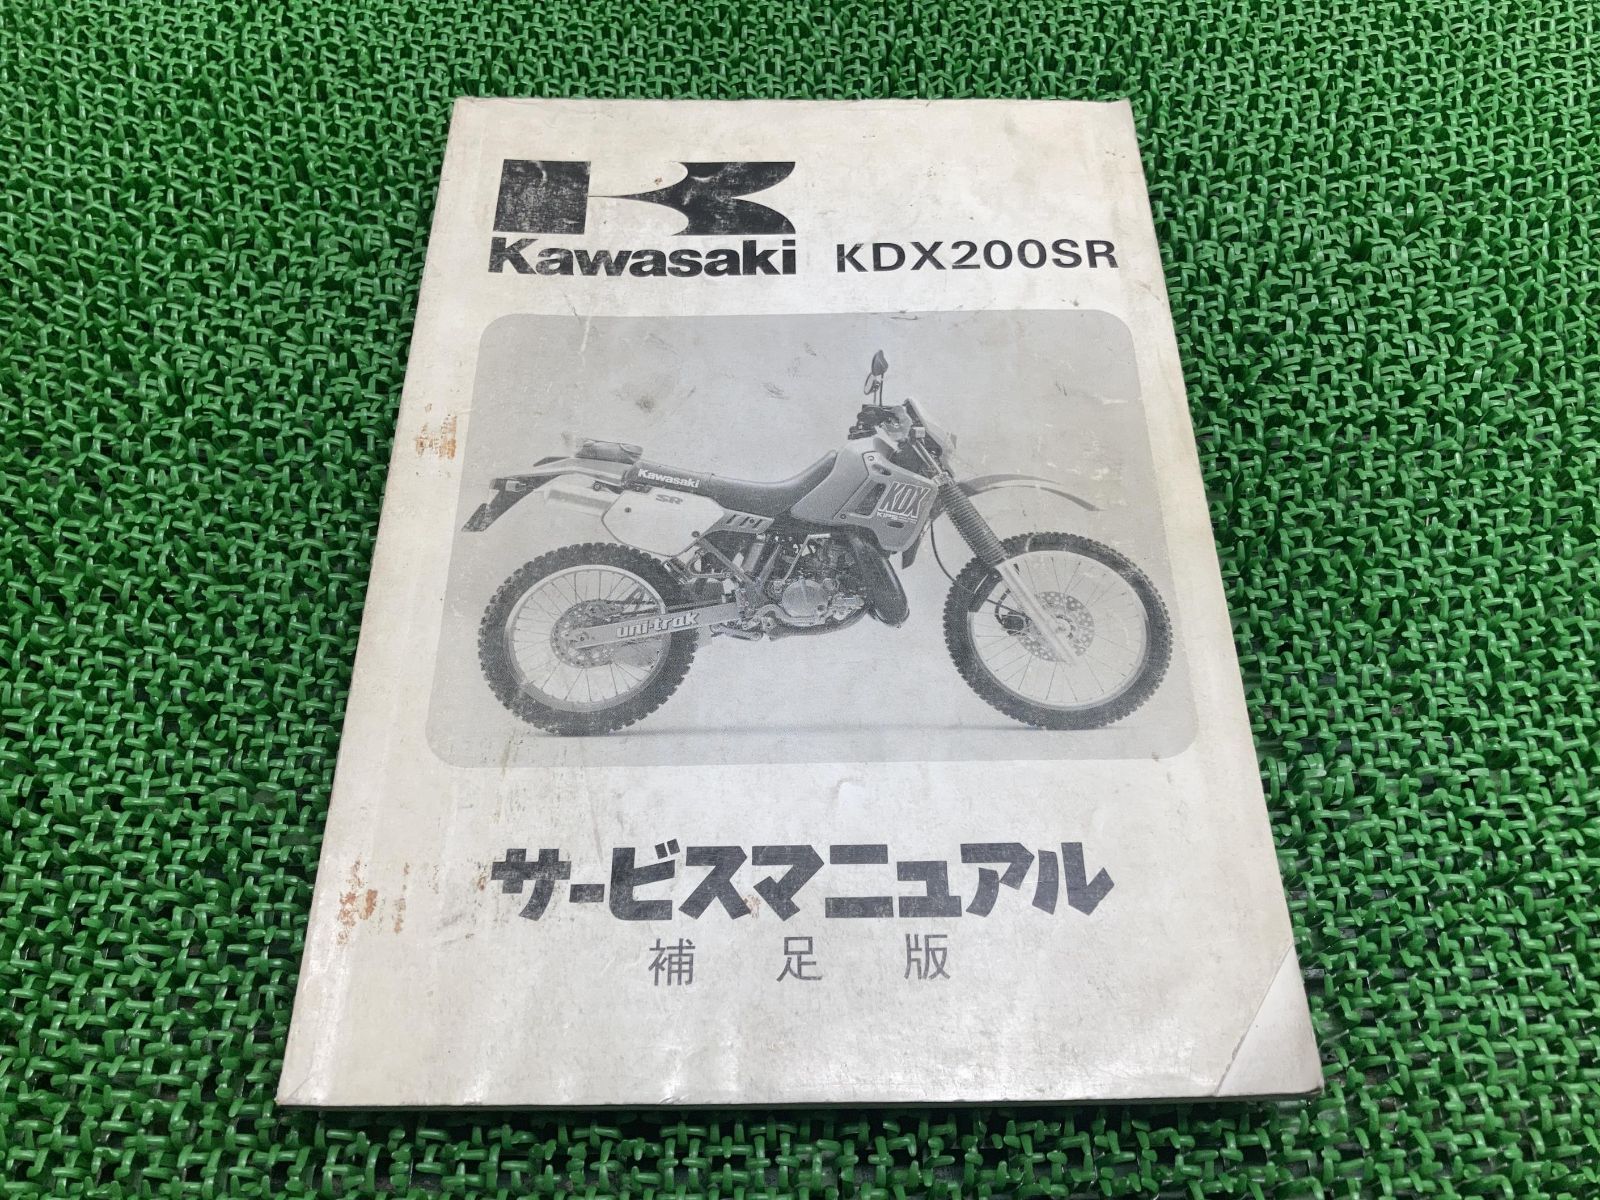 Kawasaki KDX200SR
Kawasaki
SR
KDX
uni-trak
サービスマニュアル
補足版